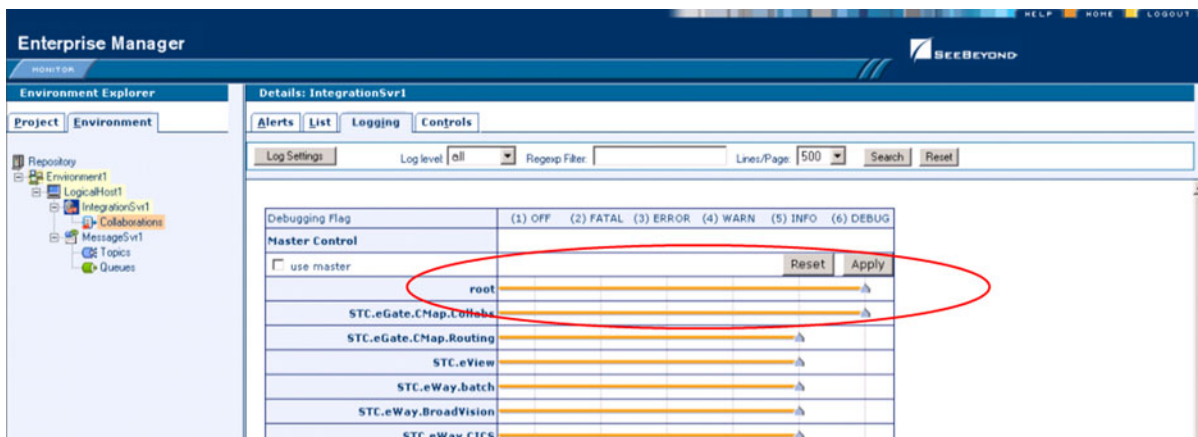 HELP HOME LOGOUT
Enterprise Manager
SEEBEYOND
MONITOR
Environment Explorer
Details: IntegrationSvr1
Project Environment
Alerts List Logging Controls
Log Settings Log level: all Regexp Filter: Lines/Page: 500 Search Reset
Repository
Environment1
LogicalHost1
IntegrationSvr1
Collaborations
MessageSvr1
Topics
Queues
Debugging Flag (1) OFF (2) FATAL (3) ERROR (4) WARN (5) INFO (6) DEBUG
Master Control
use master Reset Apply
root
STC.eGate.CMap.Collabs
STC.eGate.CMap.Routing
STC.eView
STC.eWay.batch
STC.eWay.BroadVision
STC.eWay.CICS